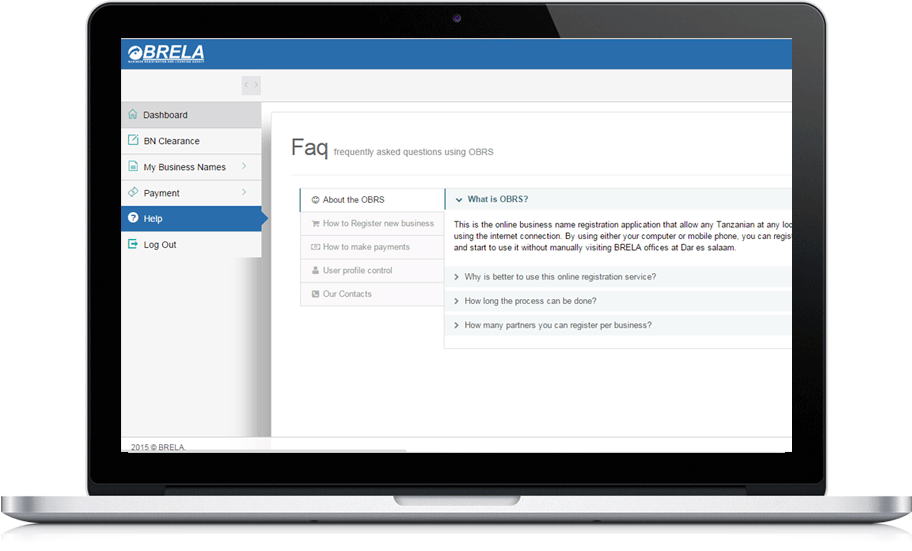 BRELA
BUSINESS REGISTRATION AND LICENSING AGENCY
Dashboard
BN Clearance
My Business Names
Payment
Help
Log Out
Faq frequently asked questions using OBRS
About the OBRS
How to Register new business
How to make payments
User profile control
Our Contacts
What is OBRS?
This is the online business name registration application that allow any Tanzanian at any loc
using the internet connection. By using either your computer or mobile phone, you can regist
and start to use it without manually visiting BRELA offices at Dar es salaam.
Why is better to use this online registration service?
How long the process can be done?
How many partners you can register per business?
2015 © BRELA.